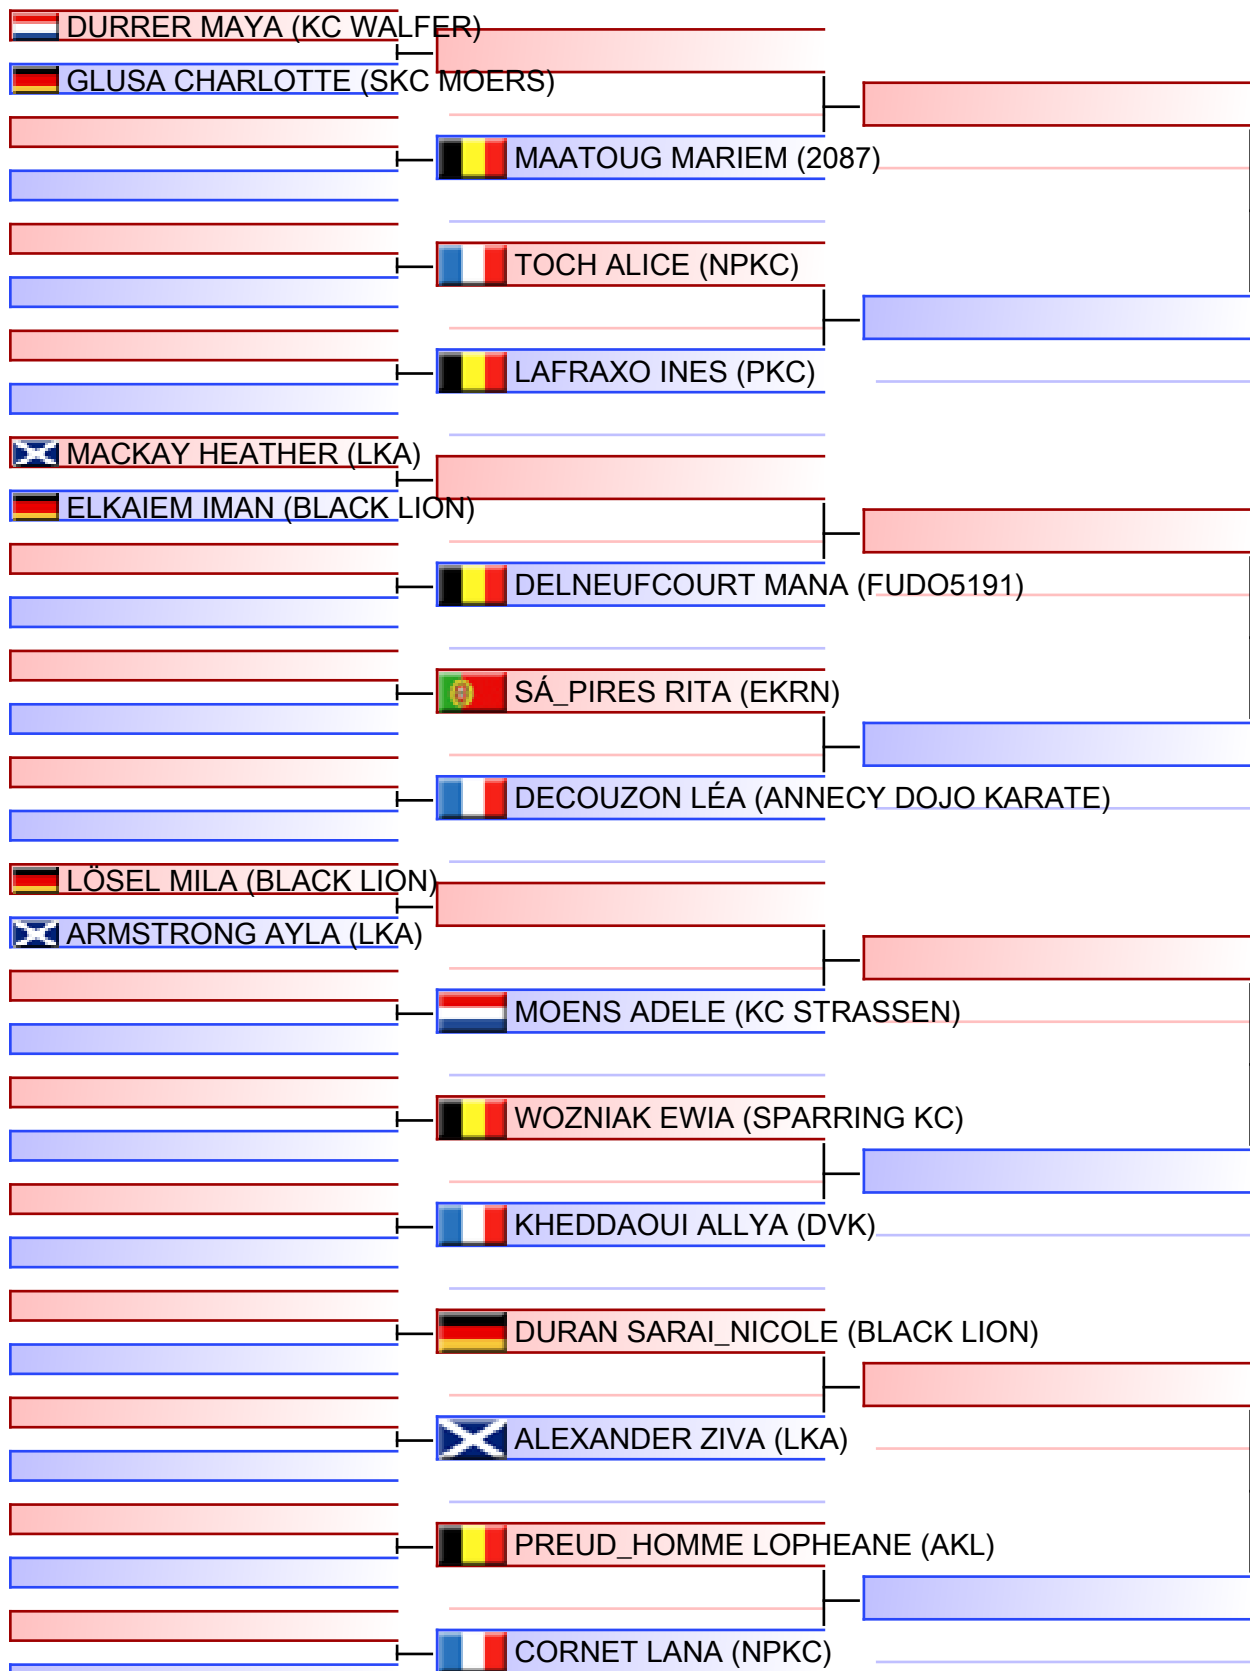 DURRER MAYA (KC WALFER)
GLUSA CHARLOTTE (SKC MOERS)
MAATOUG MARIEM (2087)
TOCH ALICE (NPKC)
LAFRAXO INES (PKC)
MACKAY HEATHER (LKA)
ELKAIEM IMAN (BLACK LION)
DELNEUFCOURT MANA (FUDO5191)
SÁ_PIRES RITA (EKRN)
DECOUZON LÉA (ANNECY DOJO KARATE)
LÖSEL MILA (BLACK LION)
ARMSTRONG AYLA (LKA)
MOENS ADELE (KC STRASSEN)
WOZNIAK EWIA (SPARRING KC)
KHEDDAOUI ALLYA (DVK)
DURAN SARAI_NICOLE (BLACK LION)
ALEXANDER ZIVA (LKA)
PREUD_HOMME LOPHEANE (AKL)
CORNET LANA (NPKC)